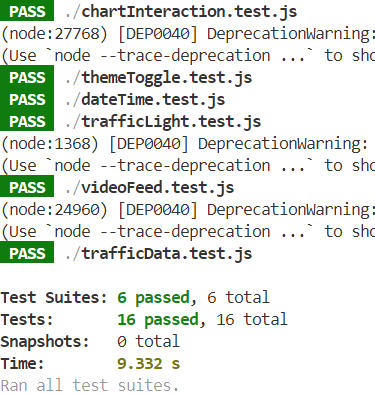 PASS ./chartInteraction.test.js
(node:27768) [DEP0040] DeprecationWarning:
(Use `node --trace-deprecation ...` to sho
PASS ./themeToggle.test.js
PASS ./dateTime.test.js
PASS ./trafficLight.test.js
(node:1368) [DEP0040] DeprecationWarning:
(Use `node --trace-deprecation ...` to sho
PASS ./videoFeed.test.js
(node:24960) [DEP0040] DeprecationWarning:
(Use `node --trace-deprecation ...` to sho
PASS ./trafficData.test.js
Test Suites: 6 passed, 6 total
Tests: 16 passed, 16 total
Snapshots: 0 total
Time: 9.332 s
Ran all test suites.